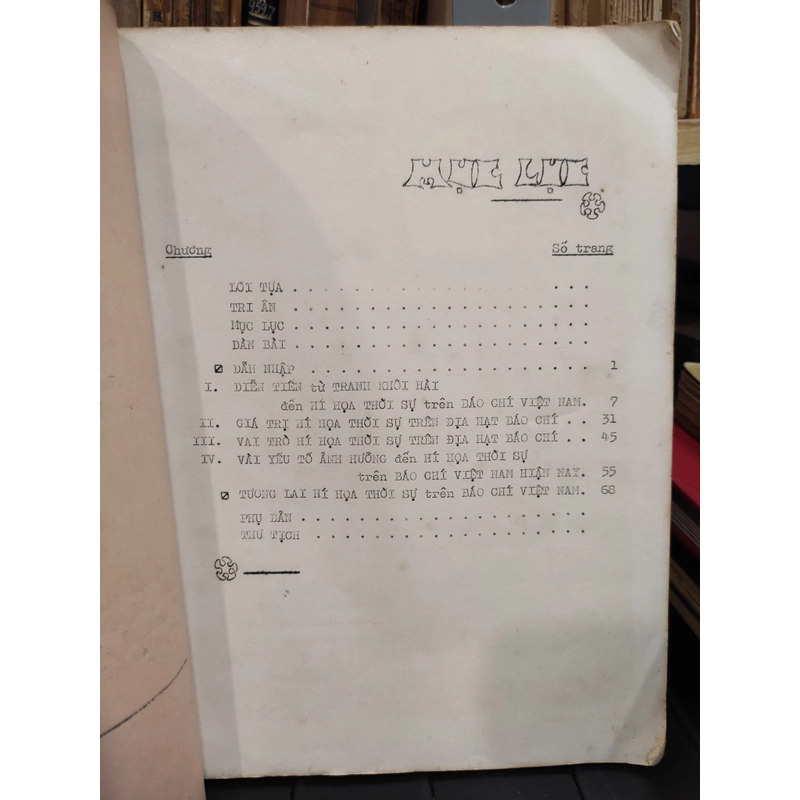 9597
MỤC LỤC
Chương Số trang
LỜI TỰA . . . . . . . . . . . . . . . . . . . .
TRI ÂN . . . . . . . . . . . . . . . . . . . .
MỤC LỤC . . . . . . . . . . . . . . . . . . . .
DÀN BÀI . . . . . . . . . . . . . . . . . . . .
DẪN NHẬP . . . . . . . . . . . . . . . . . . . 1
I. DIỄN TIẾN từ TRANH KHÔI HÀI
đến HÍ HỌA THỜI SỰ trên BÁO CHÍ VIỆT NAM. 7
II. GIÁ TRỊ HÍ HỌA THỜI SỰ TRÊN ĐỊA HẠT BÁO CHÍ . . 31
III. VAI TRÒ HÍ HỌA THỜI SỰ TRÊN ĐỊA HẠT BÁO CHÍ . . 45
IV. VÀI YẾU TỐ ẢNH HƯỞNG đến HÍ HỌA THỜI SỰ
trên BÁO CHÍ VIỆT NAM HIỆN NAY. 55
TƯƠNG LAI HÍ HỌA THỜI SỰ trên BÁO CHÍ VIỆT NAM. 68
PHỤ BẢN . . . . . . . . . . . . . . . . . . . .
THƯ TỊCH . . . . . . . . . . . . . . . . . . .